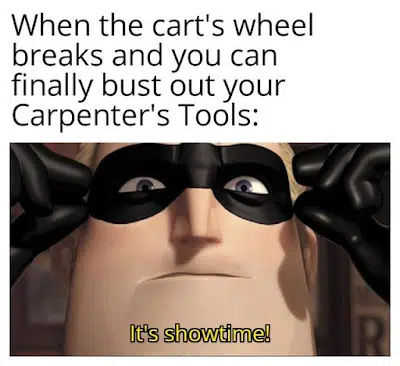 When the cart's wheel
breaks and you can
finally bust out your
Carpenter's Tools:
It's showtime!